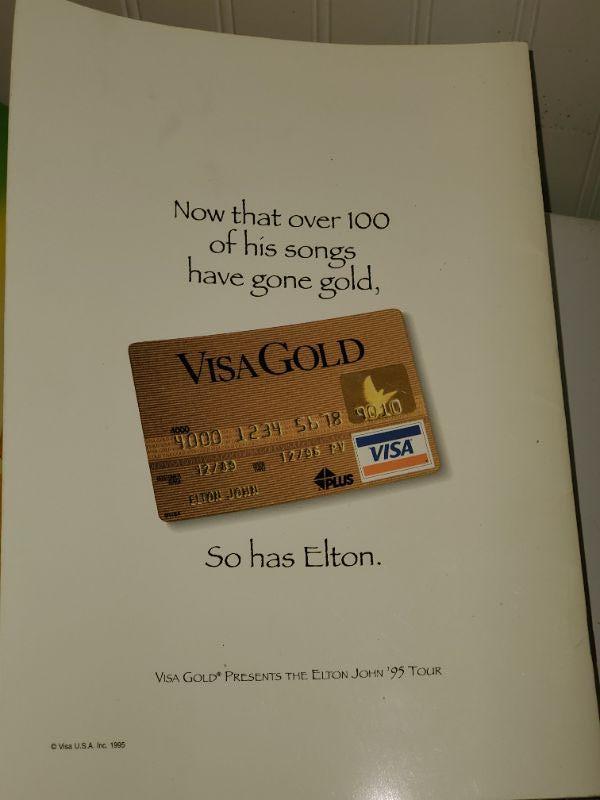 Now that over 100
of his songs
have gone gold,
VISA GOLD
4000
4000 1234 5678 9010
12/89 12/95 PV
ELTON JOHN
PLUS
VISA
So has Elton.
VISA GOLD® PRESENTS THE ELTON JOHN '95 TOUR
© Visa U.S.A. Inc. 1995